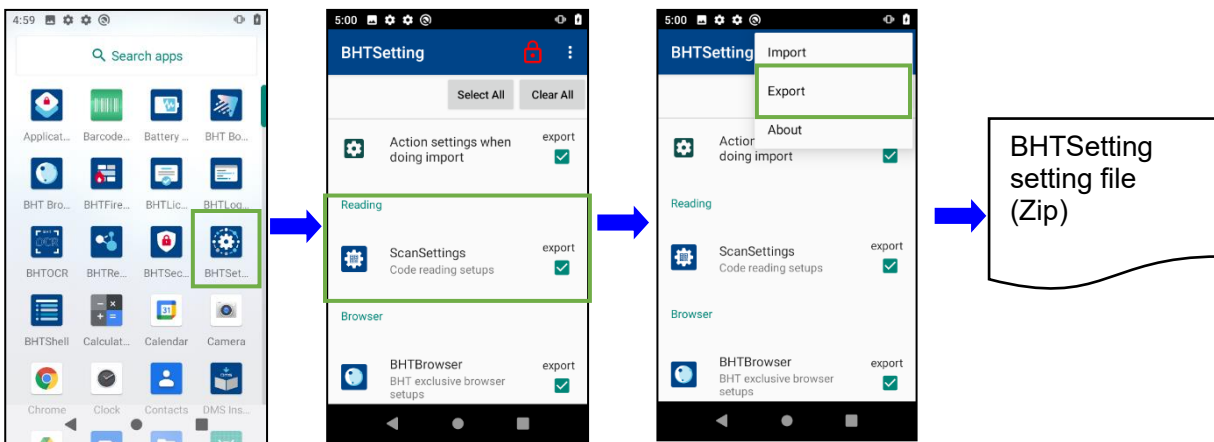 4:59
Search apps
Applicat... Barcode... Battery ... BHT Bo...
BHT Bro... BHTFire... BHTLic... BHTLog...
BHTOCR BHTRe... BHTSec... BHTSet...
BHTShell Calculat... Calendar Camera
Chrome Clock Contacts DMS Ins...
5:00
BHTSetting
Select All Clear All
Action settings when
doing import
export
Reading
ScanSettings
Code reading setups
export
Browser
BHTBrowser
BHT exclusive browser
setups
export
5:00
BHTSetting
Import
Export
About
Action
doing import
Reading
ScanSettings
Code reading setups
export
Browser
BHTBrowser
BHT exclusive browser
setups
export
BHTSetting
setting file
(Zip)